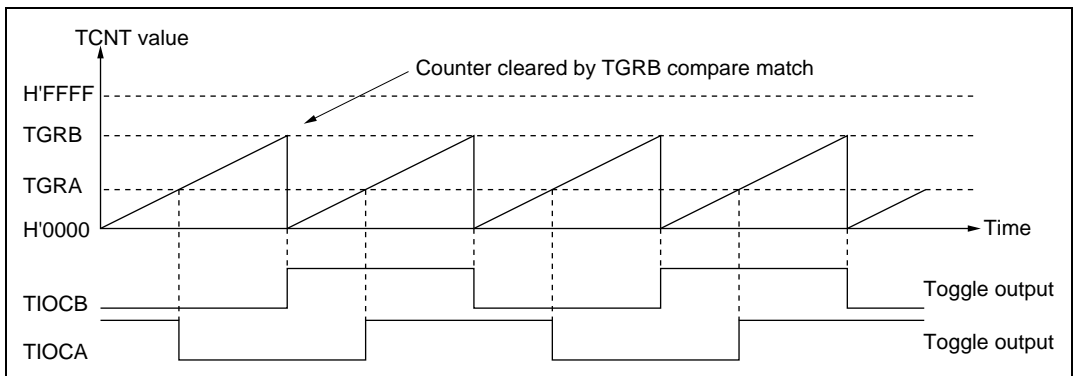 TCNT value
Counter cleared by TGRB compare match
H'FFFF
TGRB
TGRA
H'0000
Time
TIOCB
Toggle output
TIOCA
Toggle output